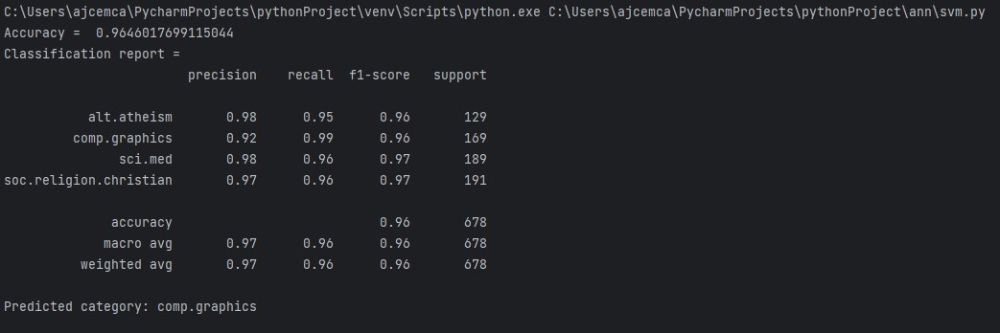 C:\Users\ajcemca\PycharmProjects\pythonProject\venv\Scripts\python.exe C:\Users\ajcemca\PycharmProjects\pythonProject\ann\svm.py
Accuracy =  0.9646017699115044
Classification report =
                        precision    recall  f1-score   support

           alt.atheism       0.98      0.95      0.96       129
         comp.graphics       0.92      0.99      0.96       169
               sci.med       0.98      0.96      0.97       189
soc.religion.christian       0.97      0.96      0.97       191

              accuracy                           0.96       678
             macro avg       0.97      0.96      0.96       678
          weighted avg       0.97      0.96      0.96       678

Predicted category: comp.graphics